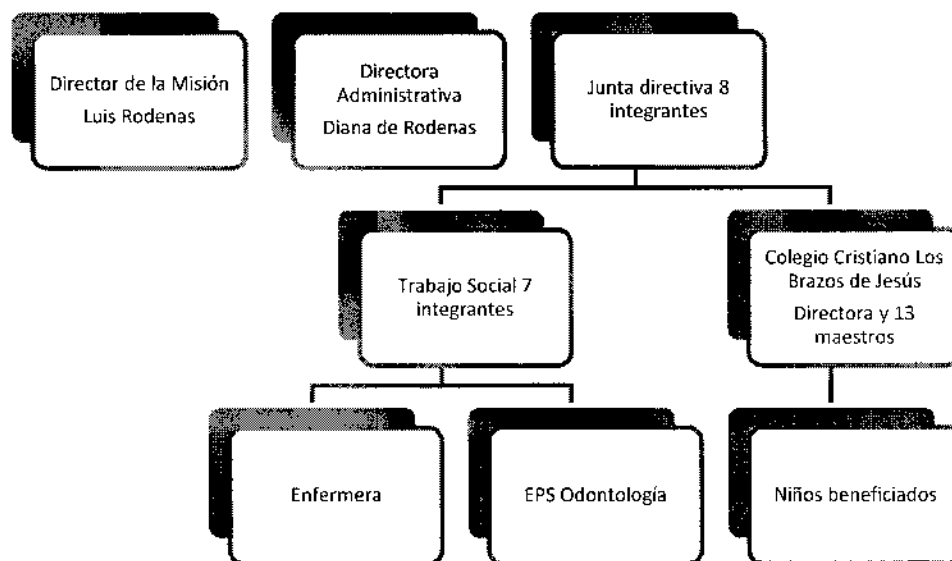 Director de la Misión
Luis Rodenas
Directora
Administrativa
Diana de Rodenas
Junta directiva 8
integrantes
Trabajo Social 7
integrantes
Colegio Cristiano Los
Brazos de Jesús
Directora y 13
maestros
Enfermera
EPS Odontología
Niños beneficiados